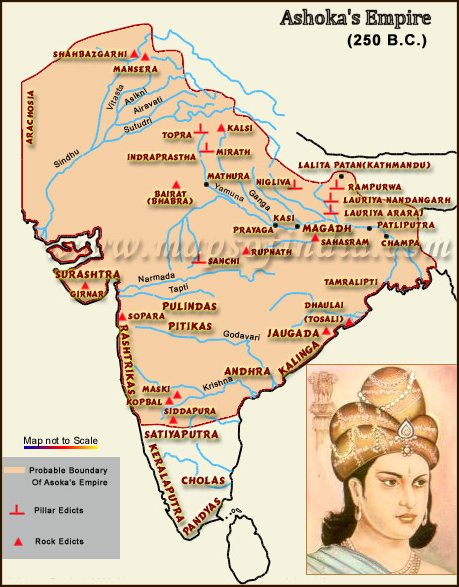 Ashoka's Empire
(250 B.C.)
SHAHBAZGARHI
MANSERA
ARACHOSIA
Vitasta
Asikni
Airavati
Sutudri
Sindhu
TOPRA
KALSI
INDRAPRASTHA
MIRATH
LALITA PATAN(KATHMANDU)
MATHURA
NIGLIVA
RAMPURWA
BAIRAT
(BHABRA)
Yamuna
Ganga
LAURIYA-NANDANGARH
LAURIYA ARARAJ
KASI
PRAYAGA
MAGADH
PATLIPUTRA
SAHASRAM
CHAMPA
www.mapsofindia.com
RUPNATH
SANCHI
SURASHTRA
GIRNAR
Narmada
Tapti
TAMRALIPTI
PULINDAS
DHAULAI
(TOSALI)
SOPARA
PITIKAS
JAUGADA
Godavari
RASHTRIKAS
KALINGA
ANDHRA
MASKI
Krishna
KOPBAL
SIDDAPURA
SATIYAPUTRA
KERALAPUTRA
CHOLAS
PANDYAS
Map not to Scale
Probable Boundary
Of Asoka's Empire
Pillar Edicts
Rock Edicts